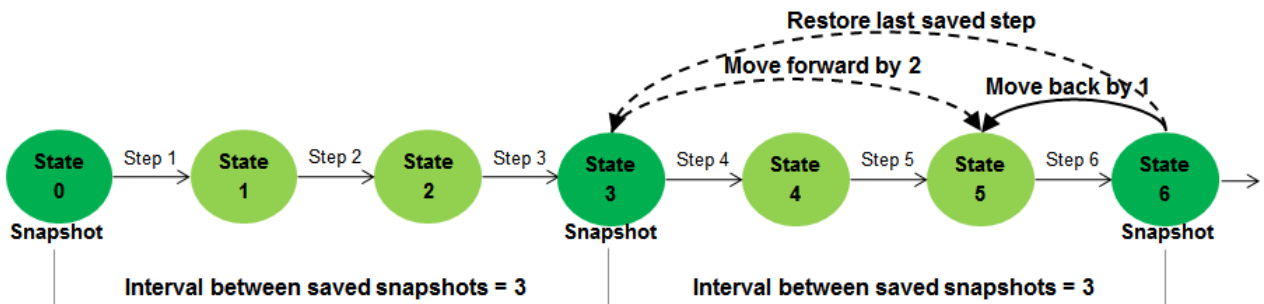 Restore last saved step
Move forward by 2
Move back by 1
State
0
Step 1
State
1
Step 2
State
2
Step 3
State
3
Step 4
State
4
Step 5
State
5
Step 6
State
6
Snapshot
Snapshot
Snapshot
Interval between saved snapshots = 3
Interval between saved snapshots = 3